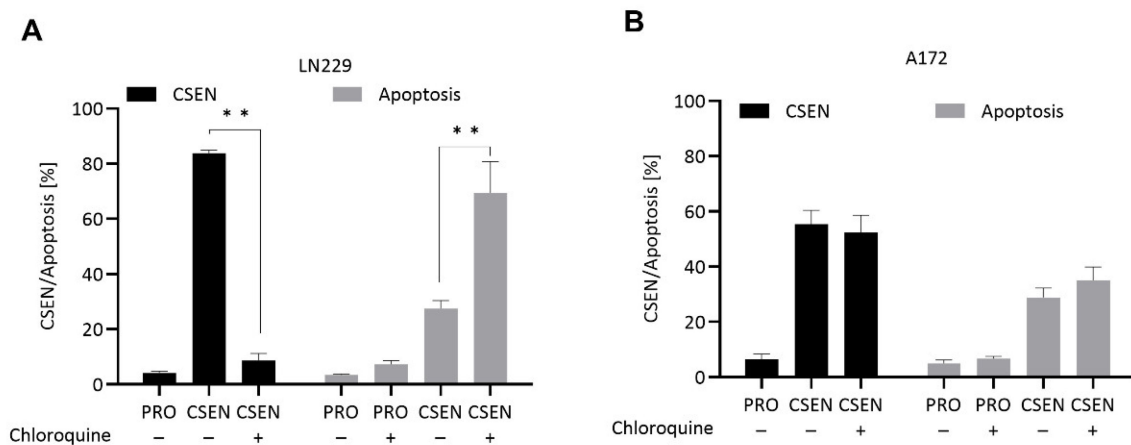 A
LN229
CSEN Apoptosis
CSEN/Apoptosis [%]
100
80
60
40
20
0
* *
* *
PRO CSEN CSEN PRO PRO CSEN CSEN
Chloroquine – – + – + – +
B
A172
CSEN Apoptosis
CSEN/Apoptosis [%]
100
80
60
40
20
0
PRO CSEN CSEN PRO PRO CSEN CSEN
Chloroquine – – + – + – +